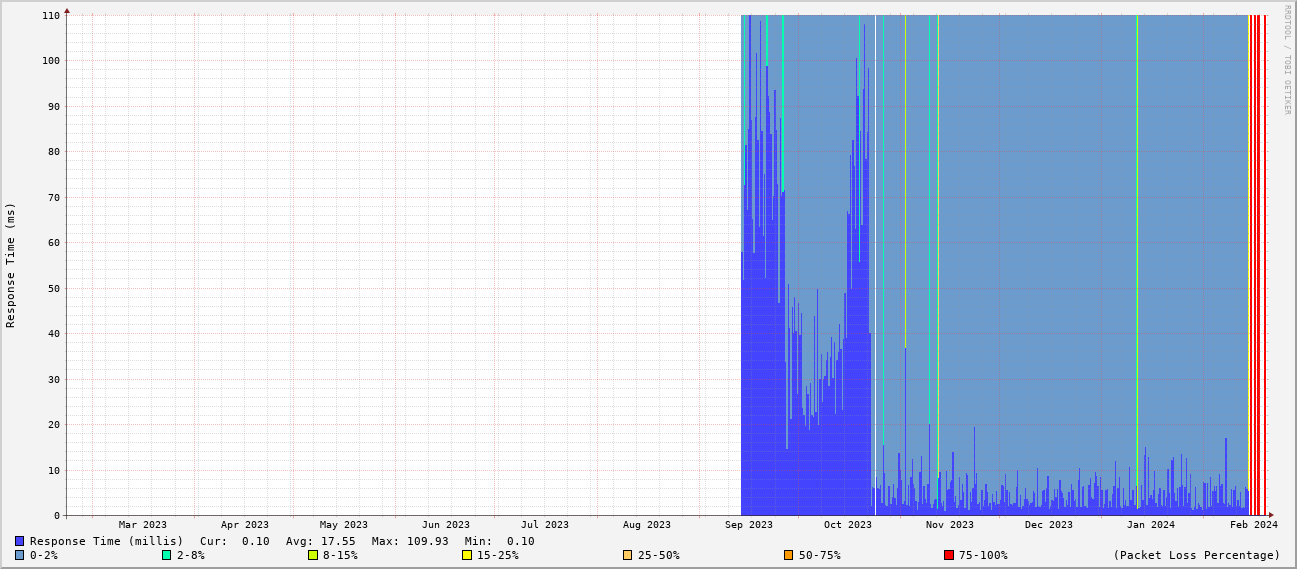 RRDTOOL / TOBI OETIKER
Response Time (ms)
110
100
90
80
70
60
50
40
30
20
10
0
Mar 2023 Apr 2023 May 2023 Jun 2023 Jul 2023 Aug 2023 Sep 2023 Oct 2023 Nov 2023 Dec 2023 Jan 2024 Feb 2024
Response Time (millis) Cur: 0.10 Avg: 17.55 Max: 109.93 Min: 0.10
0-2% 2-8% 8-15% 15-25% 25-50% 50-75% 75-100% (Packet Loss Percentage)